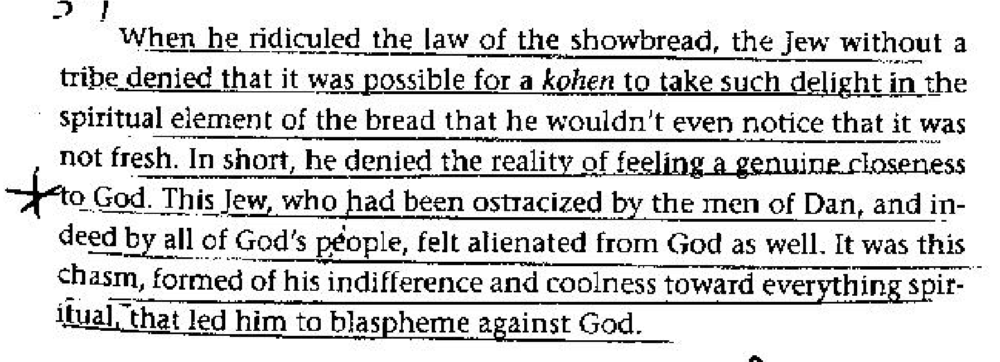 When he ridiculed the law of the showbread, the Jew without a
tribe denied that it was possible for a kohen to take such delight in the
spiritual element of the bread that he wouldn't even notice that it was
not fresh. In short, he denied the reality of feeling a genuine closeness
to God. This Jew, who had been ostracized by the men of Dan, and in-
deed by all of God's people, felt alienated from God as well. It was this
chasm, formed of his indifference and coolness toward everything spir-
itual, that led him to blaspheme against God.